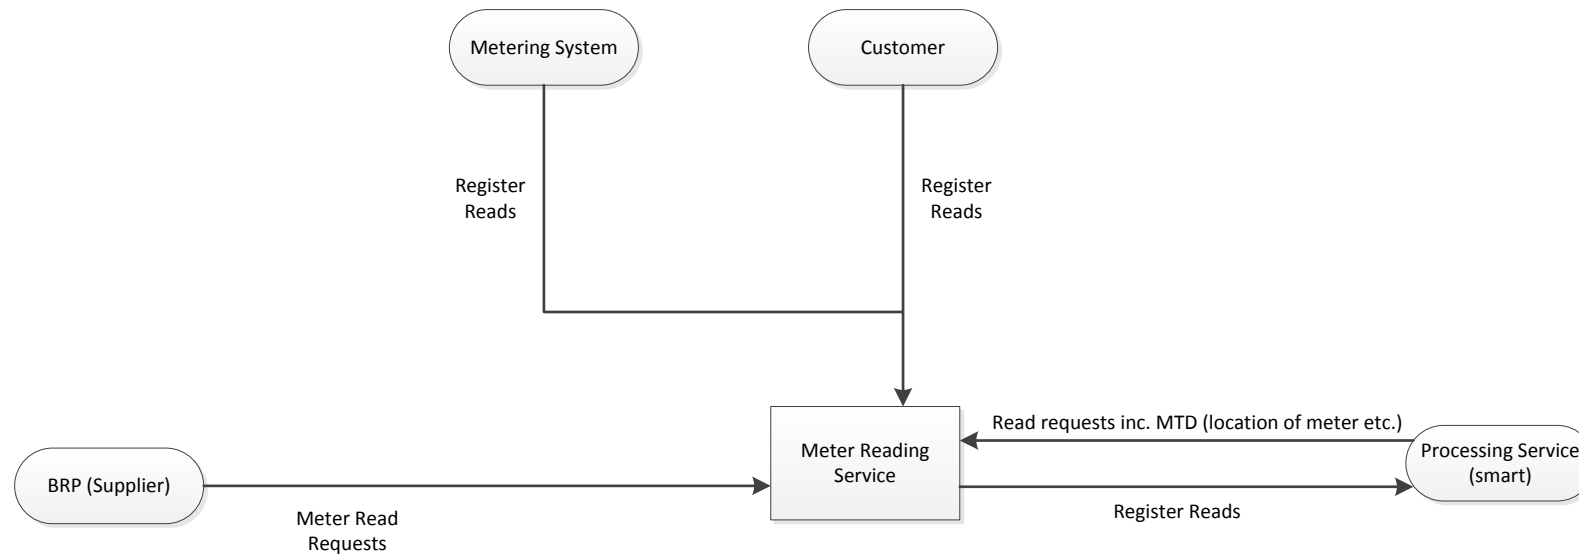 Metering System
Customer
Register
Reads
Register
Reads
Read requests inc. MTD (location of meter etc.)
Meter Reading
Service
Processing Service
(smart)
BRP (Supplier)
Register Reads
Meter Read
Requests